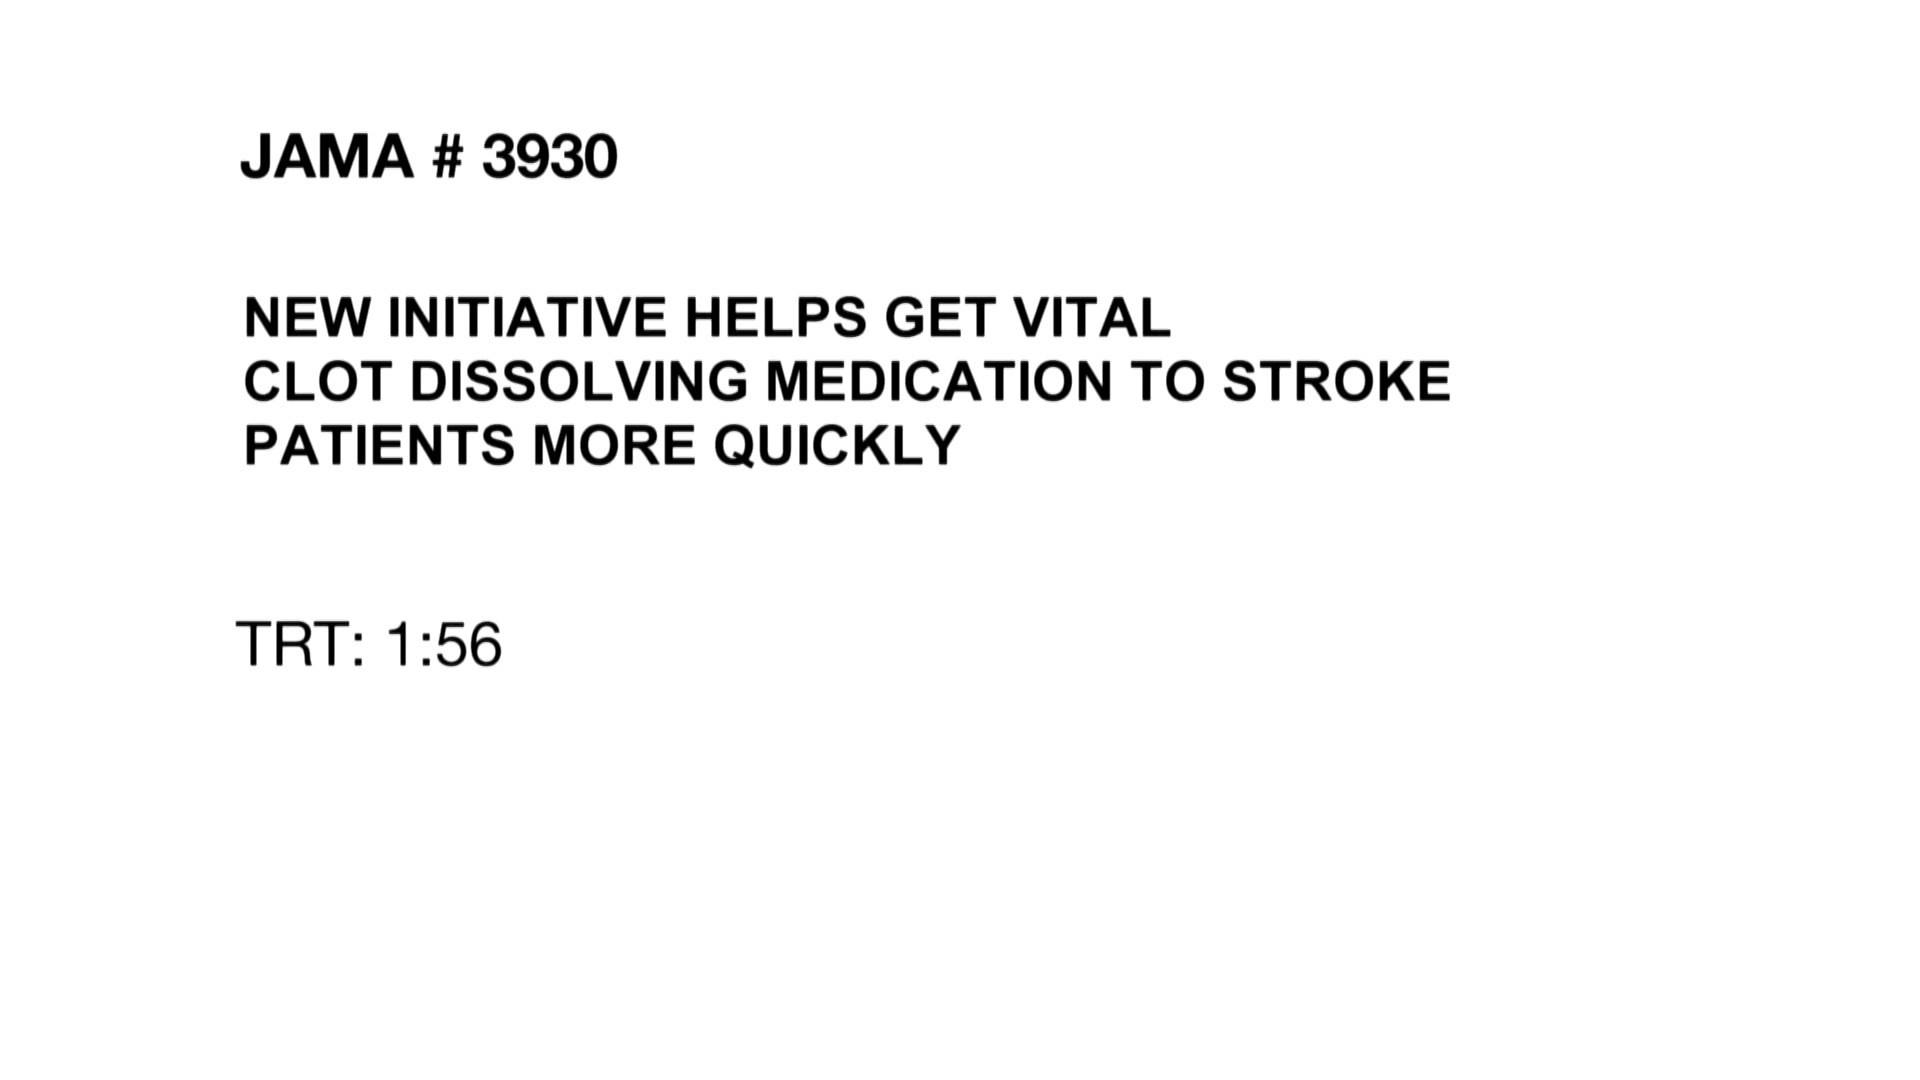 JAMA # 3930
NEW INITIATIVE HELPS GET VITAL
CLOT DISSOLVING MEDICATION TO STROKE
PATIENTS MORE QUICKLY
TRT: 1:56